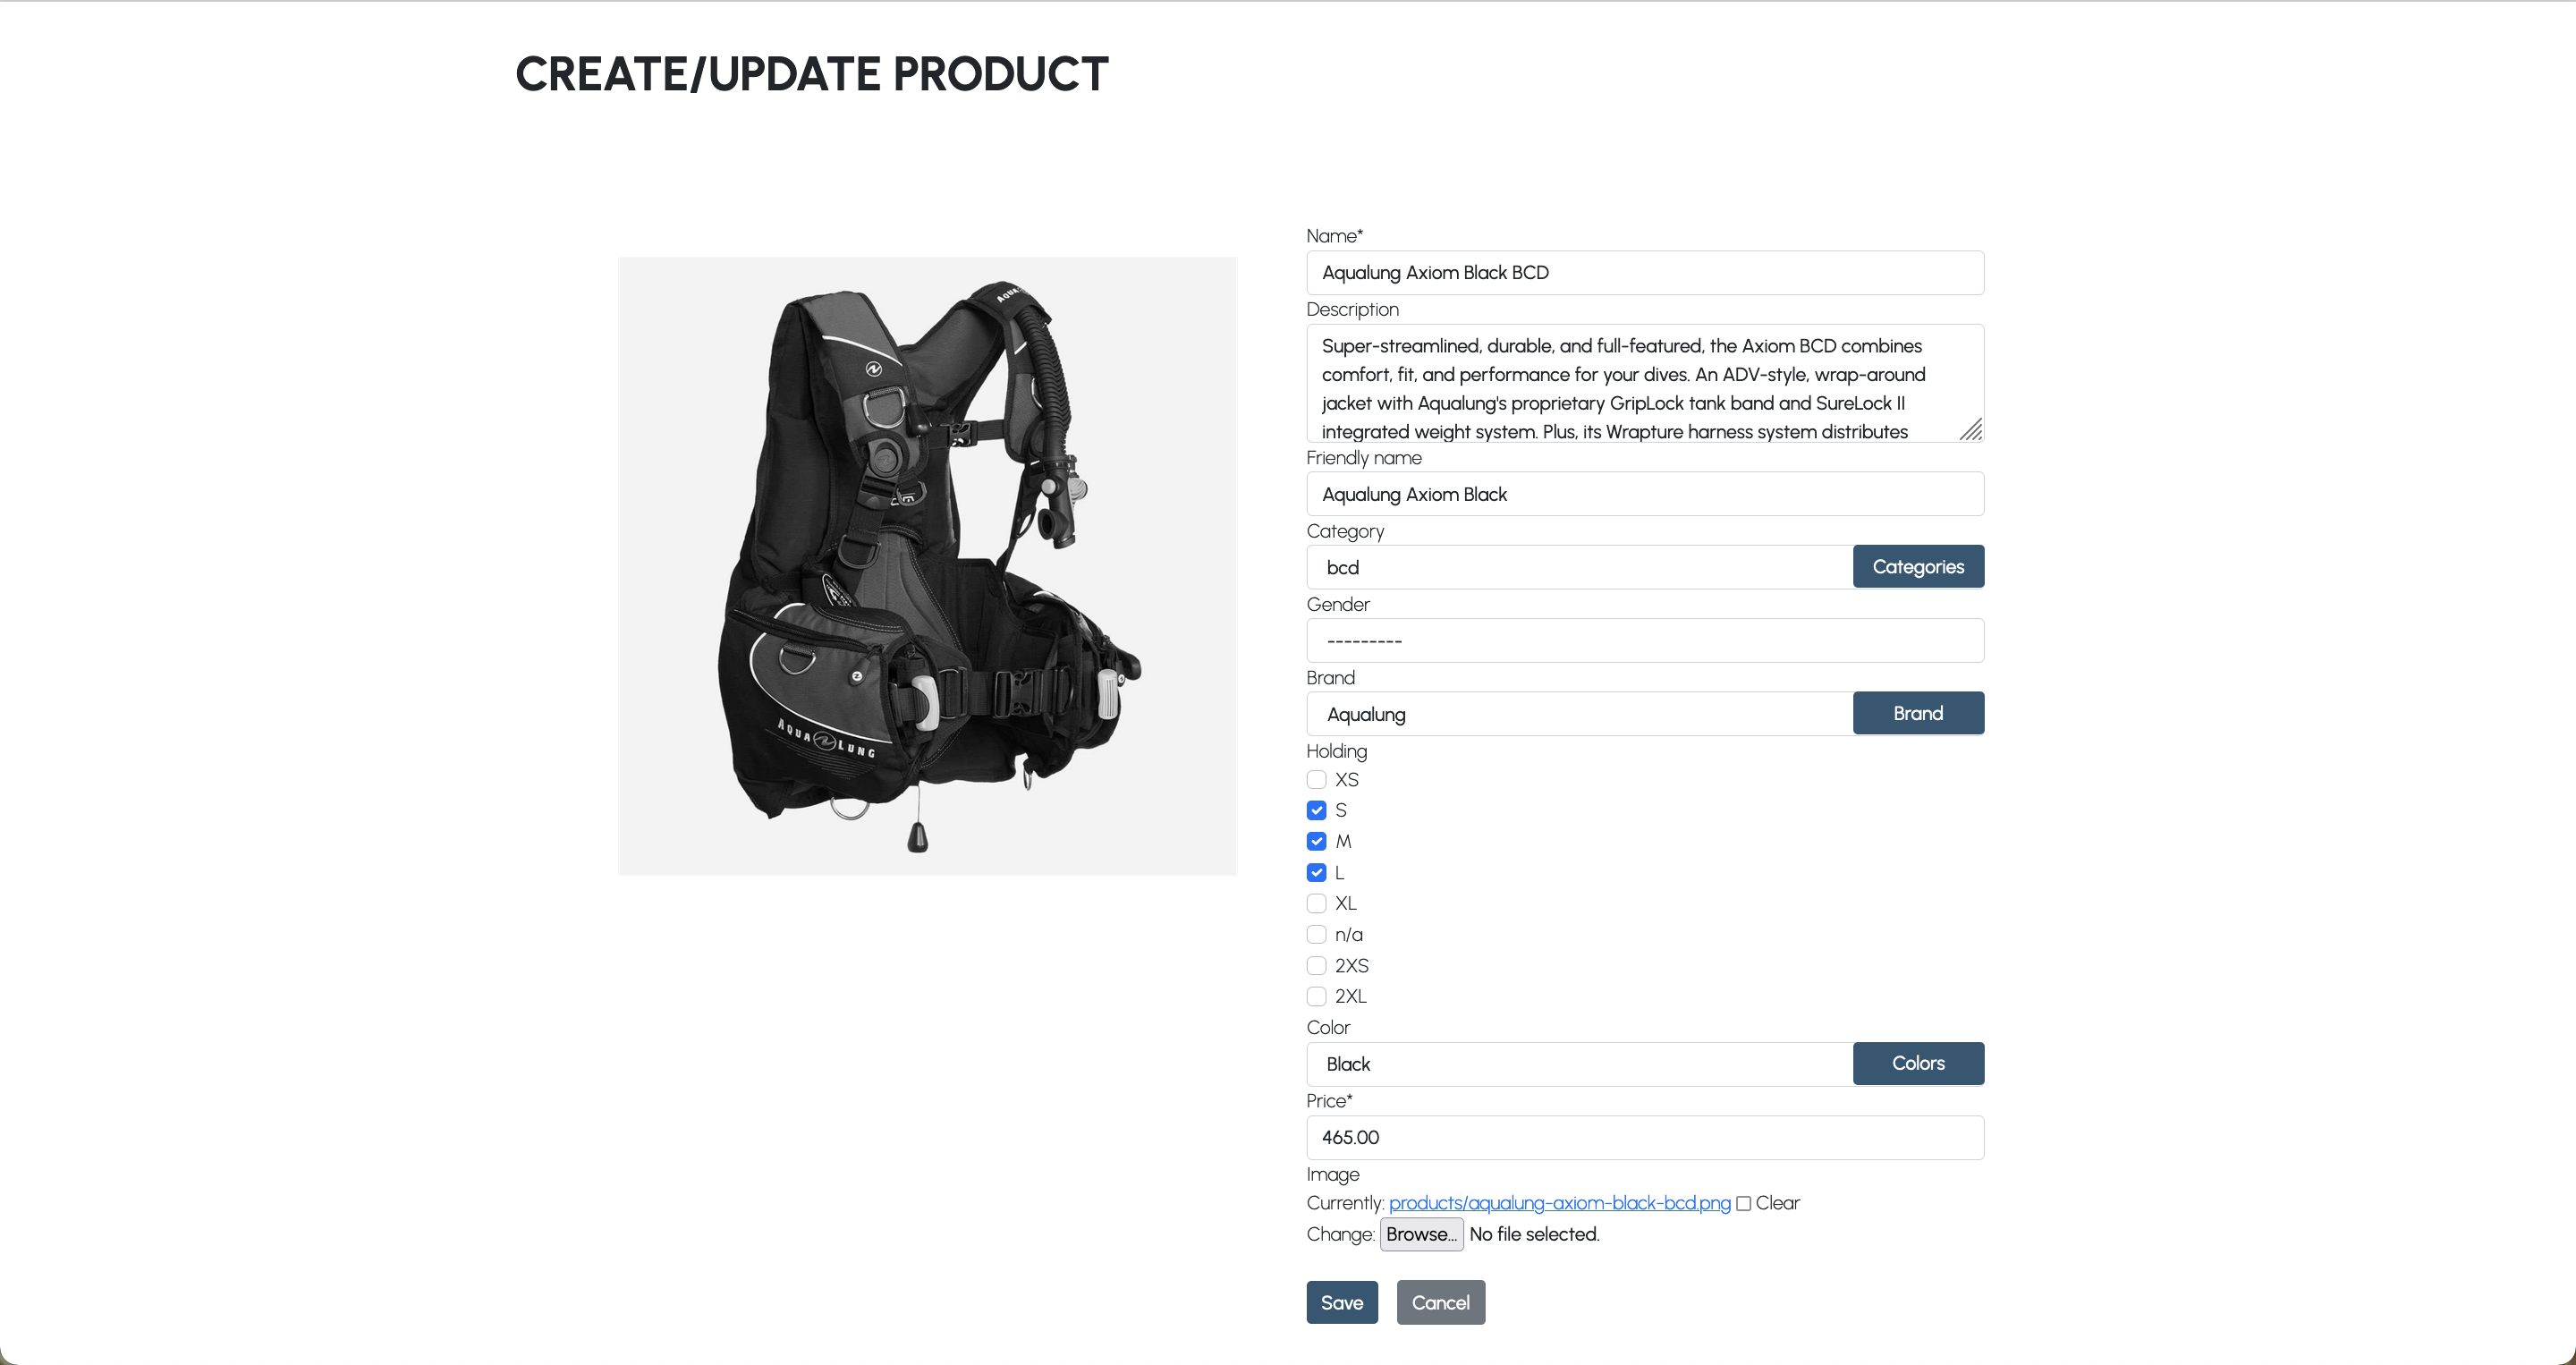 CREATE/UPDATE PRODUCT
AQUA LUNG
Name*
Aqualung Axiom Black BCD
Description
Super-streamlined, durable, and full-featured, the Axiom BCD combines
comfort, fit, and performance for your dives. An ADV-style, wrap-around
jacket with Aqualung's proprietary GripLock tank band and SureLock II
integrated weight system. Plus, its Wrapture harness system distributes
Friendly name
Aqualung Axiom Black
Category
bcd
Categories
Gender
---------
Brand
Aqualung
Brand
Holding
XS
S
M
L
XL
n/a
2XS
2XL
Color
Black
Colors
Price*
465.00
Image
Currently: products/aqualung-axiom-black-bcd.png Clear
Change: Browse... No file selected.
Save Cancel